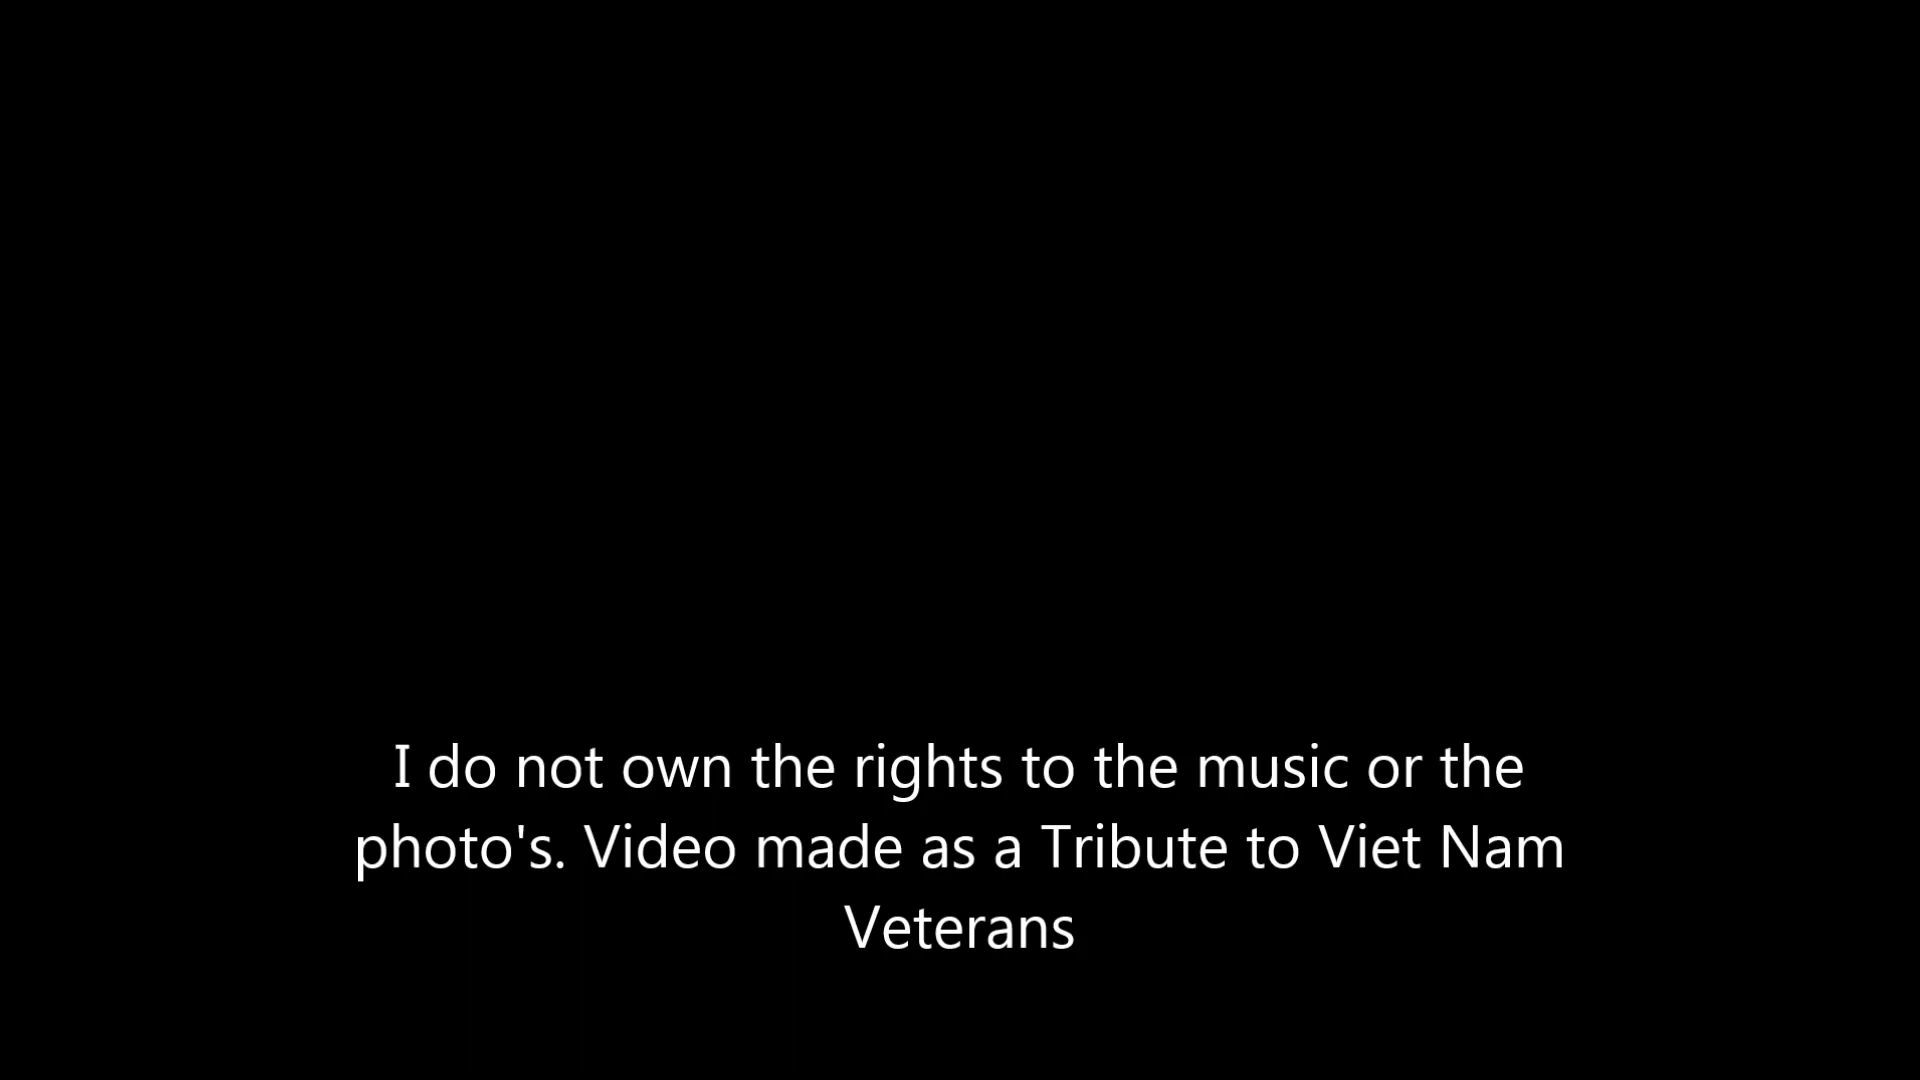 I do not own the rights to the music or the
photo's. Video made as a Tribute to Viet Nam
Veterans